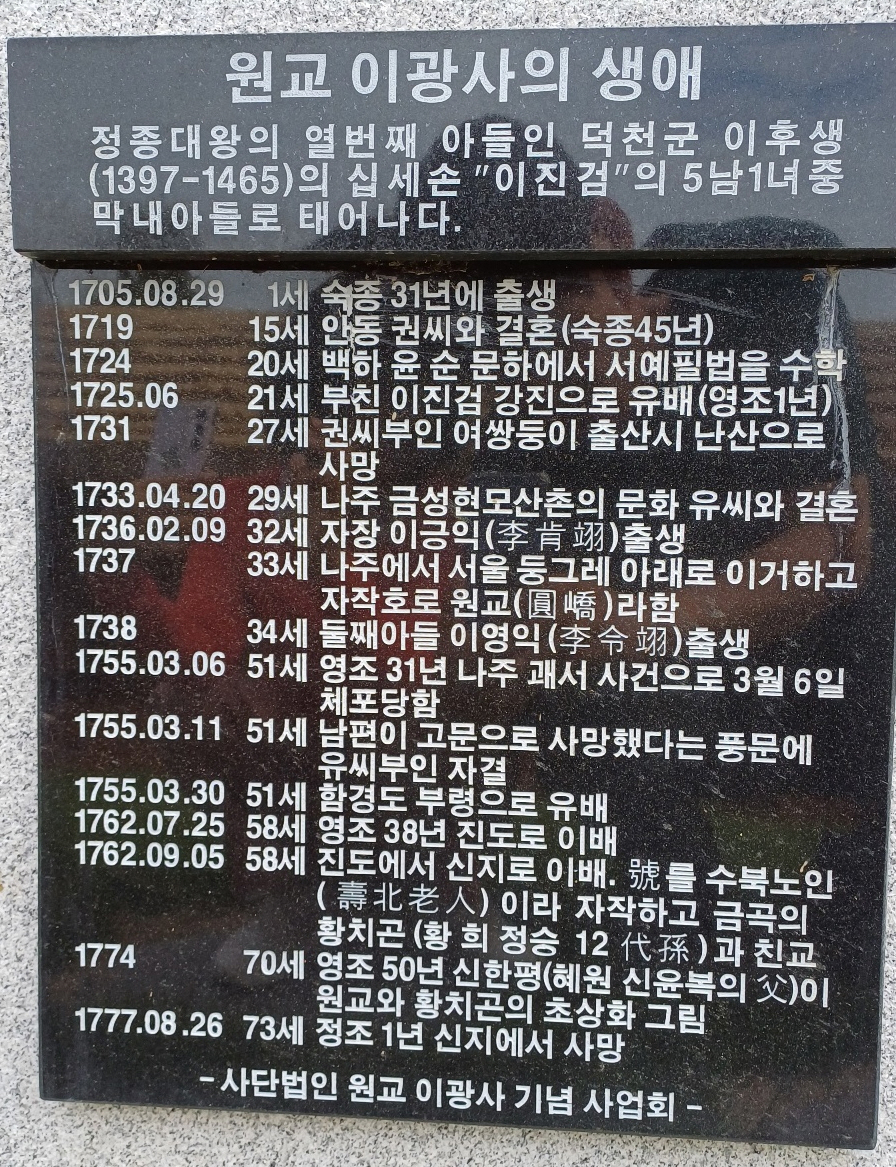 원교 이광사의 생애
정종대왕의 열번째 아들인 덕천군 이후생
(1397-1465)의 십세손 "이진검"의 5남1녀중
막내아들로 태어나다.
1705.08.29 1세 숙종 31년에 출생
1719 15세 안동 권씨와 결혼(숙종45년)
1724 20세 백하 윤 순 문하에서 서예필법을 수학
1725.06 21세 부친 이진검 강진으로 유배(영조1년)
1731 27세 권씨부인 여쌍둥이 출산시 난산으로
사망
1733.04.20 29세 나주 금성현모산촌의 문화 유씨와 결혼
1736.02.09 32세 자장 이긍익(李肯翊)출생
1737 33세 나주에서 서울 둥그레 아래로 이거하고
자작호로 원교(圓嶠)라함
1738 34세 둘째아들 이영익(李令翊)출생
1755.03.06 51세 영조 31년 나주 괘서 사건으로 3월 6일
체포당함
1755.03.11 51세 남편이 고문으로 사망했다는 풍문에
유씨부인 자결
1755.03.30 51세 함경도 부령으로 유배
1762.07.25 58세 영조 38년 진도로 이배
1762.09.05 58세 진도에서 신지로 이배. 號를 수북노인
(壽北老人)이라 자작하고 금곡의
황치곤(황 희 정승 12 代孫)과 친교
1774 70세 영조 50년 신한평(혜원 신윤복의 父)이
원교와 황치곤의 초상화 그림
1777.08.26 73세 정조 1년 신지에서 사망
-사단법인 원교 이광사 기념 사업회-